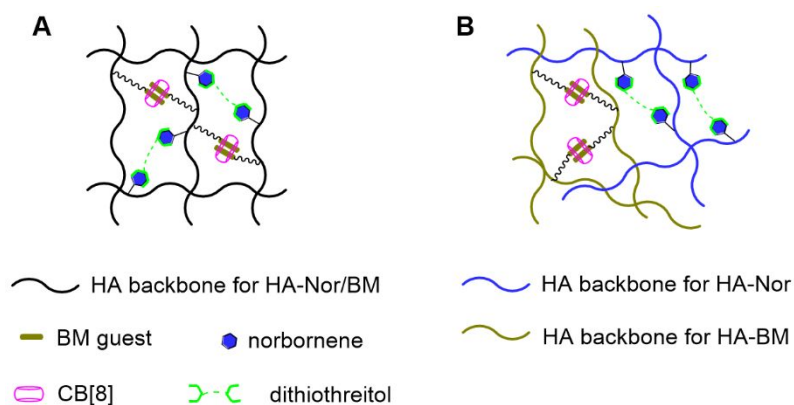 A
B
HA backbone for HA-Nor/BM
HA backbone for HA-Nor
BM guest
norbornene
HA backbone for HA-BM
CB[8]
dithiothreitol